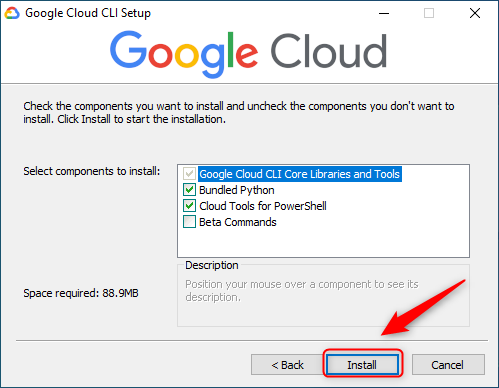 Google Cloud CLI Setup
Google Cloud
Check the components you want to install and uncheck the components you don't want to
install. Click Install to start the installation.
Select components to install:
Google Cloud CLI Core Libraries and Tools
Bundled Python
Cloud Tools for PowerShell
Beta Commands
Description
Position your mouse over a component to see its
description.
Space required: 88.9MB
< Back
Install
Cancel